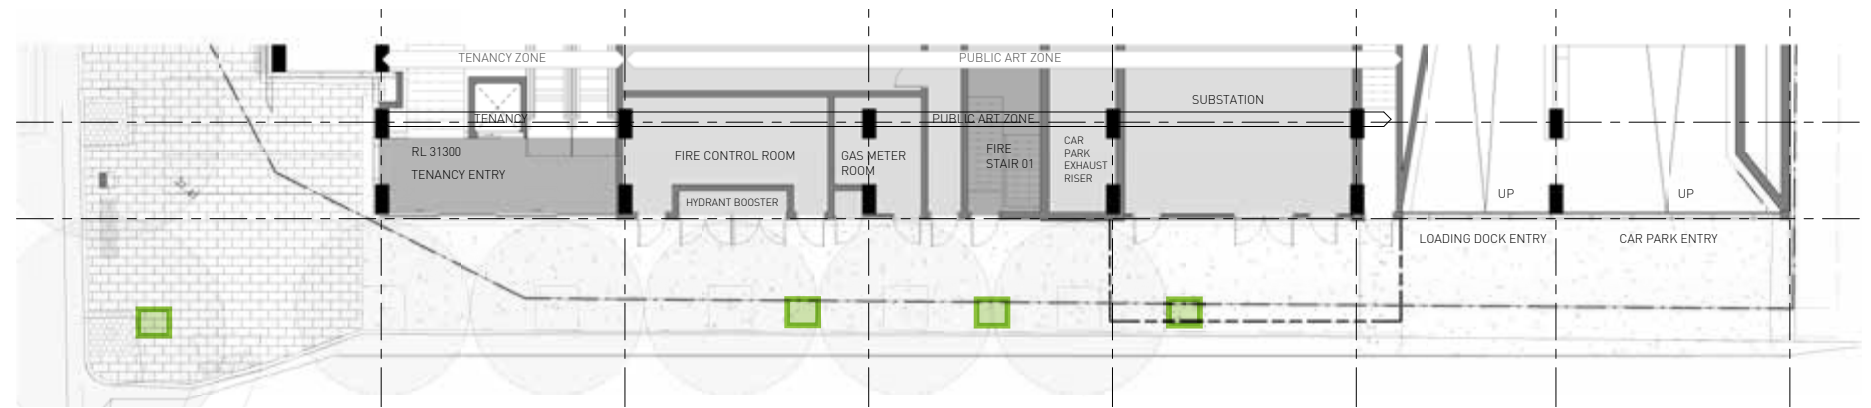 TENANCY ZONE
PUBLIC ART ZONE
SUBSTATION
TENANCY
PUBLIC ART ZONE
RL 31300
TENANCY ENTRY
FIRE CONTROL ROOM
GAS METER
ROOM
FIRE
STAIR 01
CAR
PARK
EXHAUST
RISER
HYDRANT BOOSTER
UP
UP
LOADING DOCK ENTRY
CAR PARK ENTRY